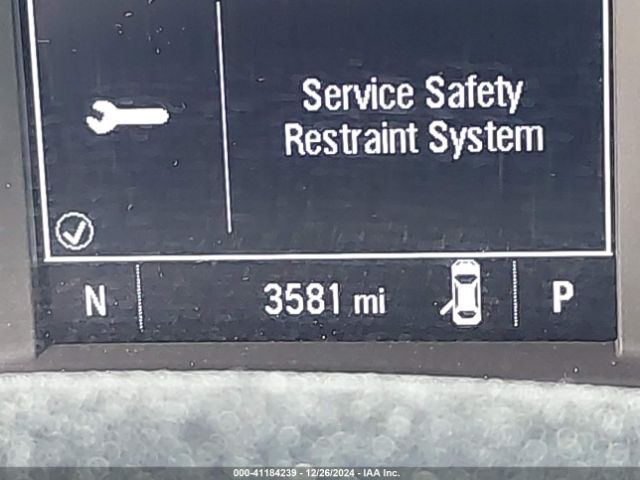 Service Safety
Restraint System
N 3581 mi P
000-41184239 - 12/26/2024 - IAA Inc.